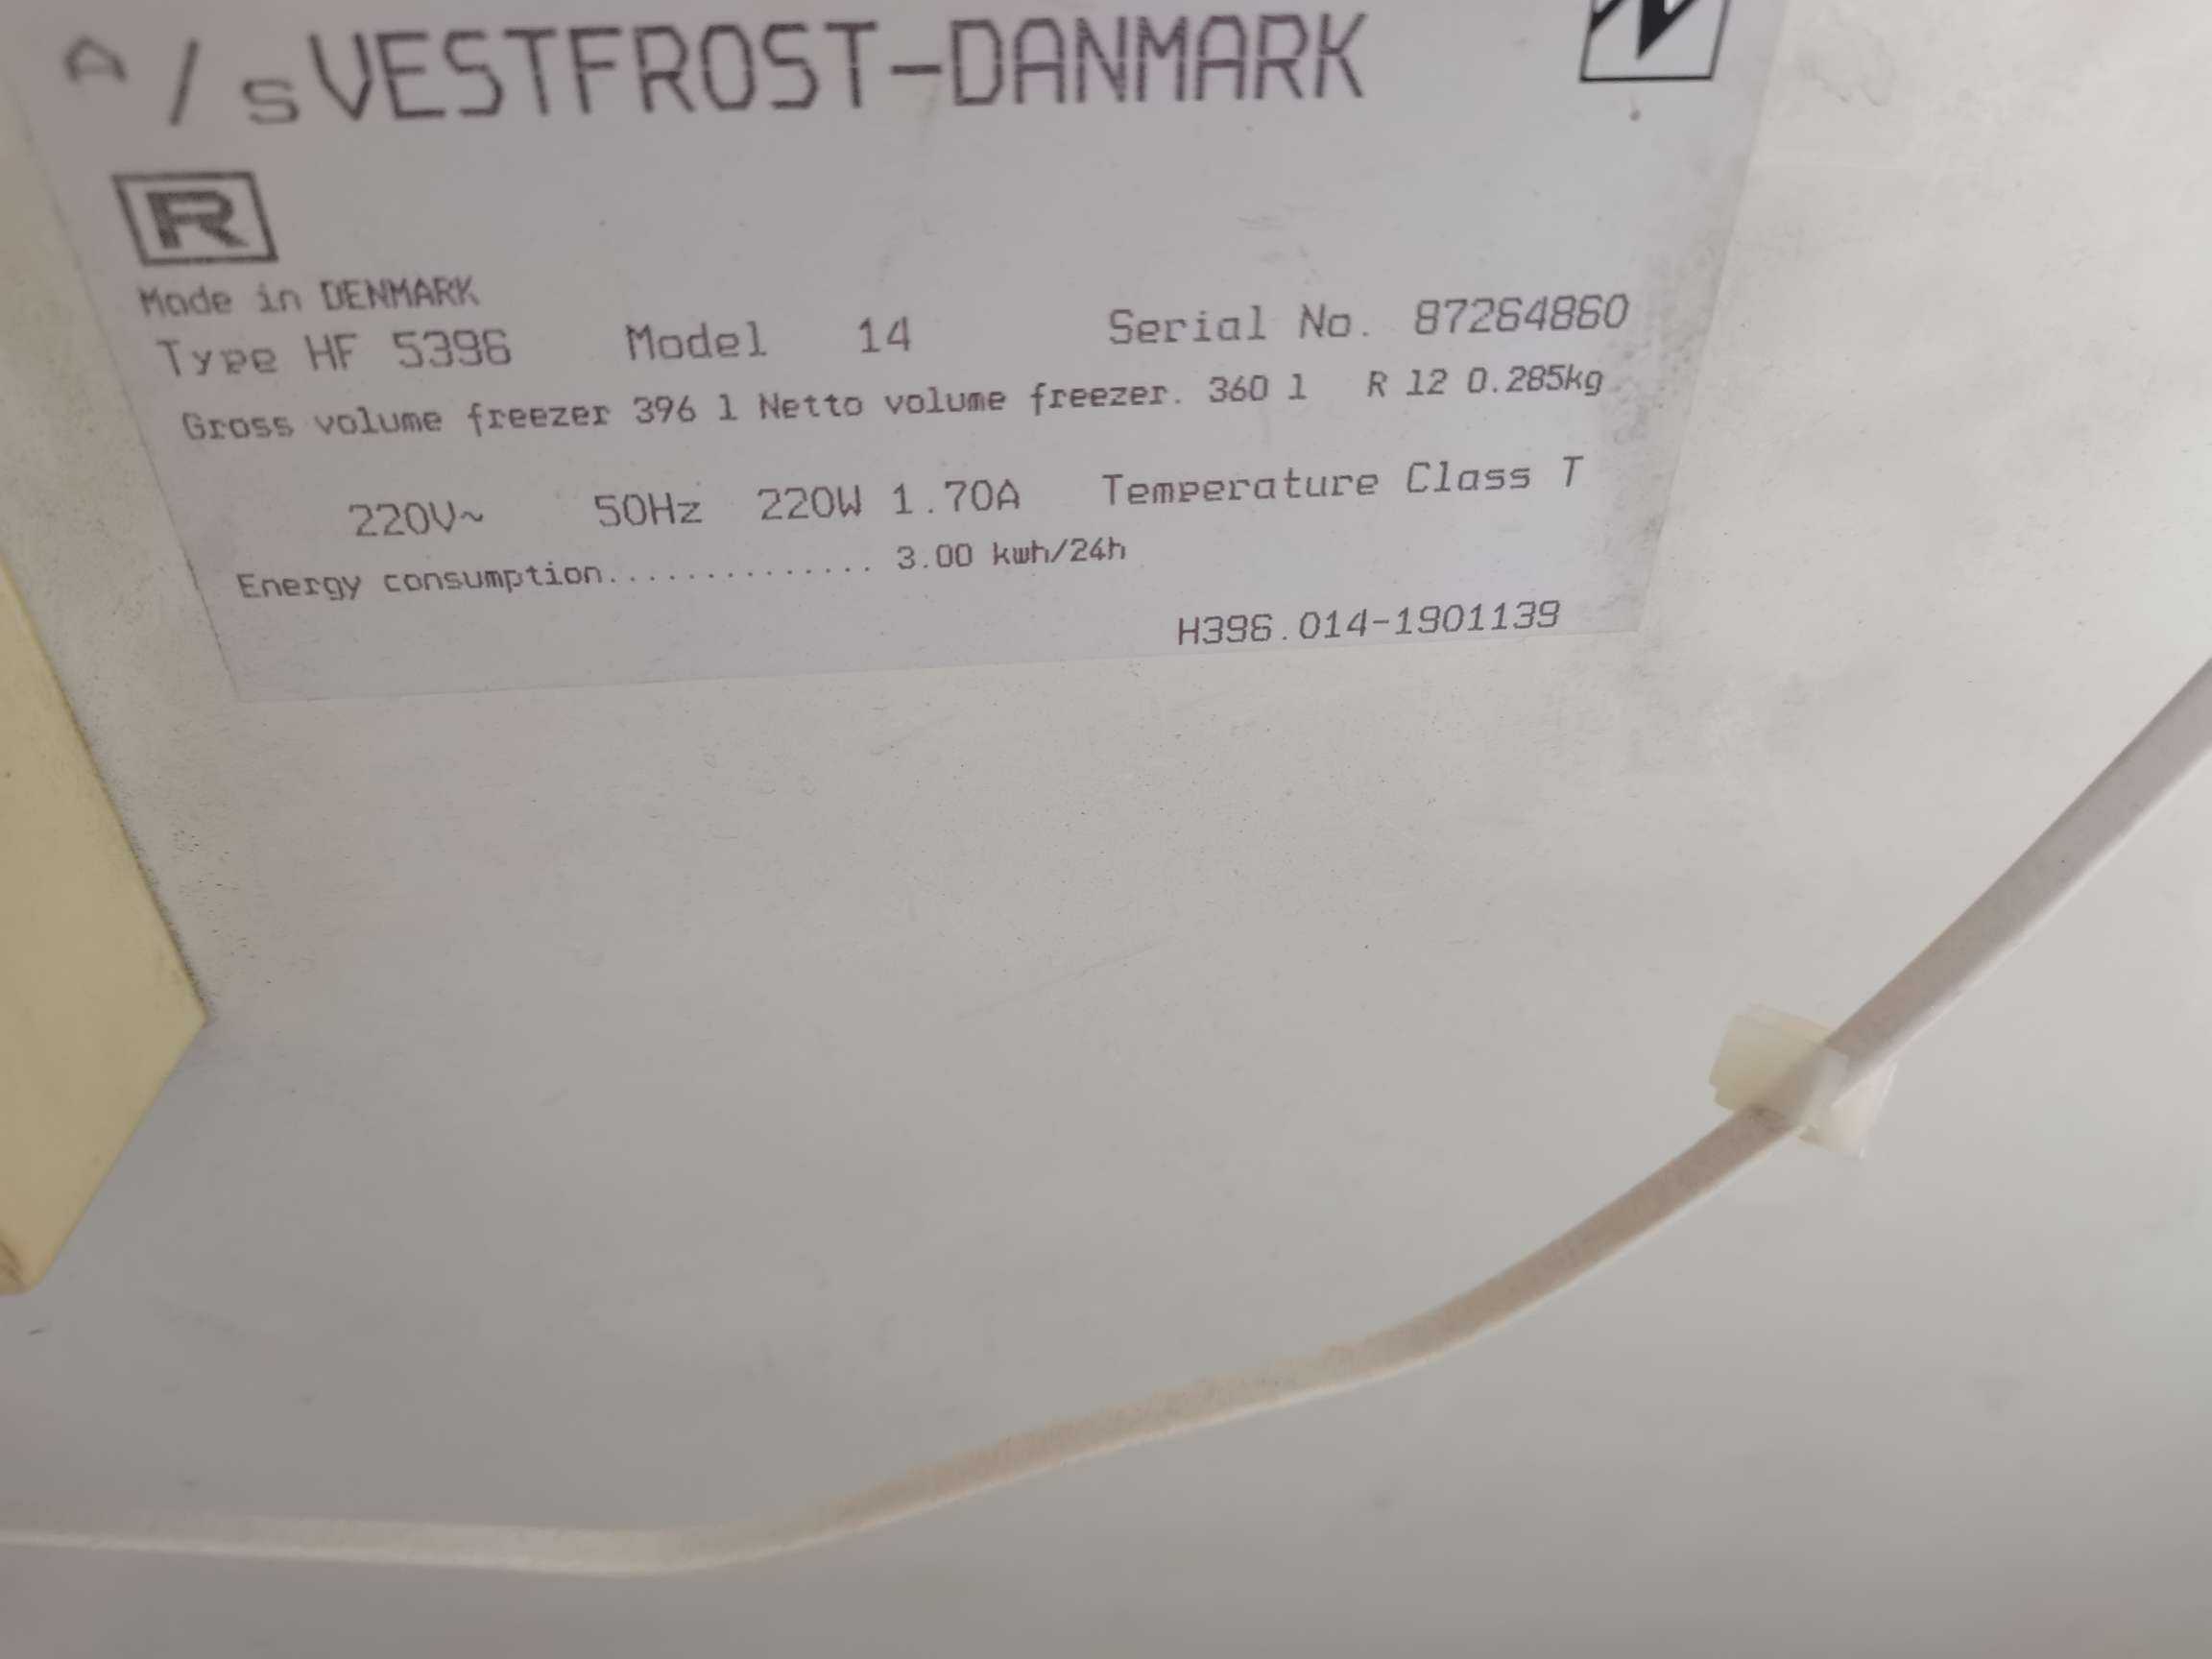 A/s VESTFROST-DANMARK
R
Made in DENMARK
Type HF 5396 Model 14 Serial No. 87264860
Gross volume freezer 396 l Netto volume freezer. 360 l R 12 0.285kg
220V~ 50Hz 220W 1.70A Temperature Class T
Energy consumption.............. 3.00 kwh/24h
H396.014-1901139